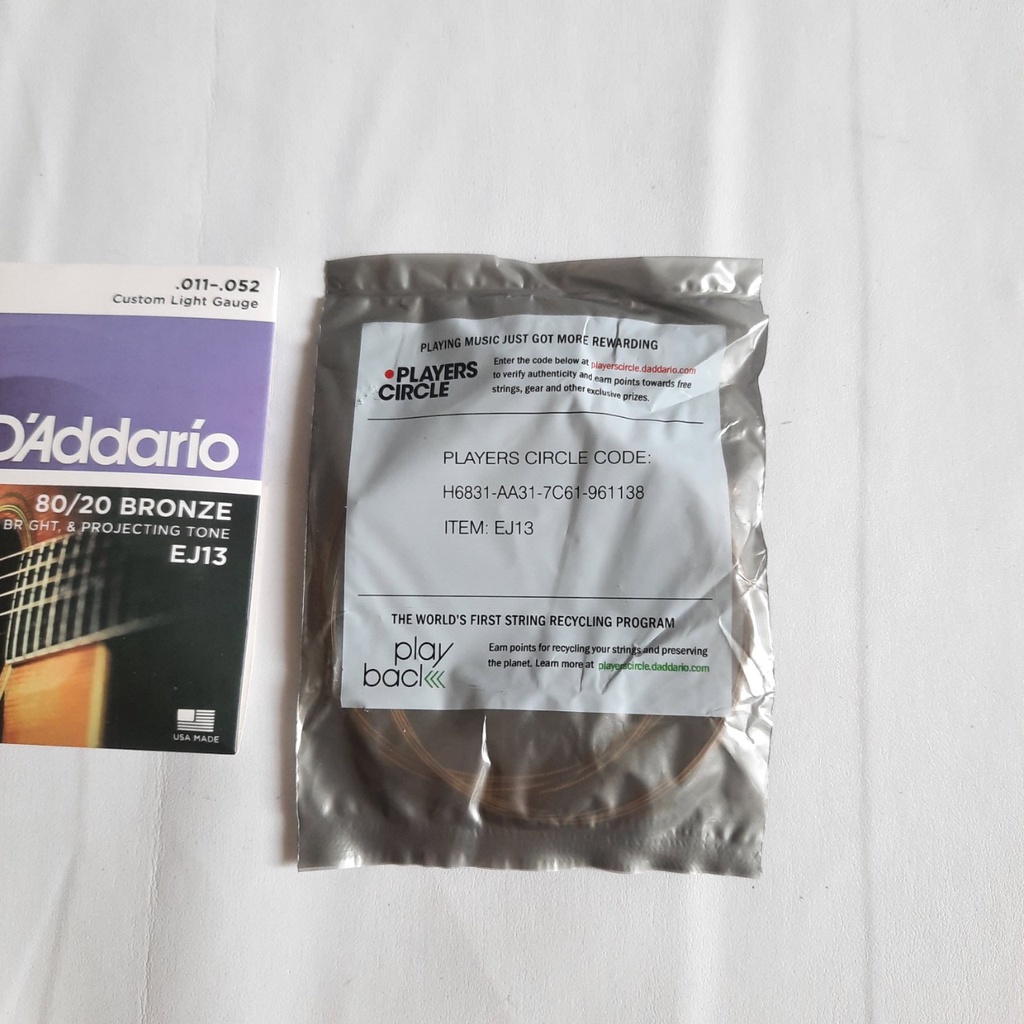 .011–.052
Custom Light Gauge
D'Addario
80/20 BRONZE
BR GHT, & PROJECTING TONE
EJ13
USA MADE
PLAYING MUSIC JUST GOT MORE REWARDING
PLAYERS
CIRCLE
Enter the code below at playerscircle.daddario.com
to verify authenticity and earn points towards free
strings, gear and other exclusive prizes.
PLAYERS CIRCLE CODE:
H6831-AA31-7C61-961138
ITEM: EJ13
THE WORLD'S FIRST STRING RECYCLING PROGRAM
play
back
Earn points for recycling your strings and preserving
the planet. Learn more at playerscircle.daddario.com